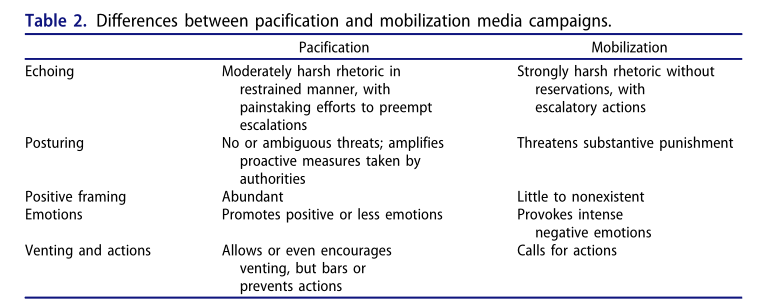 Table 2. Differences between pacification and mobilization media campaigns.
Pacification Mobilization
Echoing Moderately harsh rhetoric in Strongly harsh rhetoric without
restrained manner, with reservations, with
painstaking efforts to preempt escalatory actions
escalations
Posturing No or ambiguous threats; amplifies Threatens substantive punishment
proactive measures taken by
authorities
Positive framing Abundant Little to nonexistent
Emotions Promotes positive or less emotions Provokes intense
negative emotions
Venting and actions Allows or even encourages Calls for actions
venting, but bars or
prevents actions